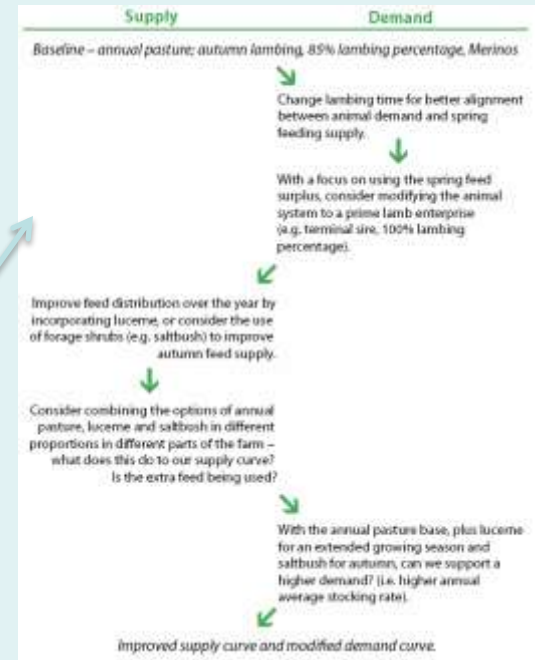 Supply Demand
Baseline – annual pasture; autumn lambing, 85% lambing percentage, Merinos
Change lambing time for better alignment
between animal demand and spring
feeding supply.
With a focus on using the spring feed
surplus, consider modifying the animal
system to a prime lamb enterprise
(e.g. terminal sire, 100% lambing
percentage).
Improve feed distribution over the year by
incorporating lucerne, or consider the use
of forage shrubs (e.g. saltbush) to improve
autumn feed supply.
Consider combining the options of annual
pasture, lucerne and saltbush in different
proportions in different parts of the farm –
what does this do to our supply curve?
Is the extra feed being used?
With the annual pasture base, plus lucerne
for an extended growing season and
saltbush for autumn, can we support a
higher demand? (i.e. higher annual
average stocking rate).
Improved supply curve and modified demand curve.